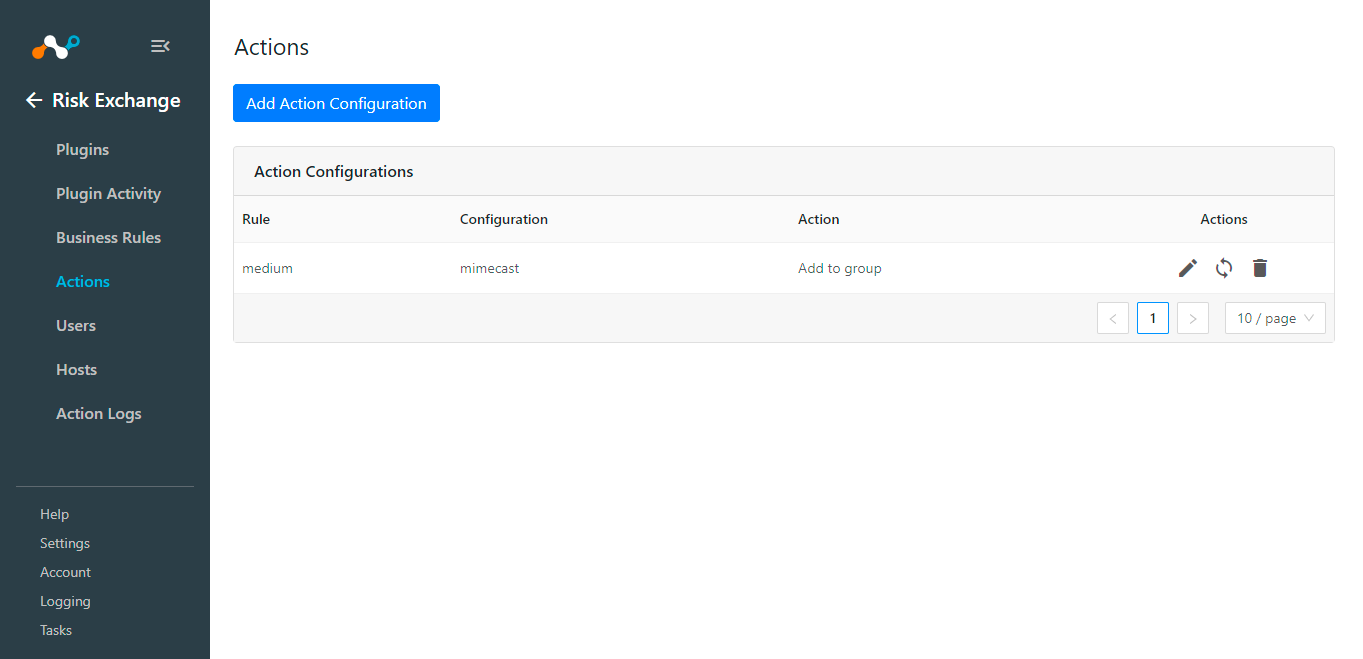 Risk Exchange
Plugins
Plugin Activity
Business Rules
Actions
Users
Hosts
Action Logs
Help
Settings
Account
Logging
Tasks
Actions
Add Action Configuration
Action Configurations
Rule Configuration Action Actions
medium mimecast Add to group
< 1 > 10 / page